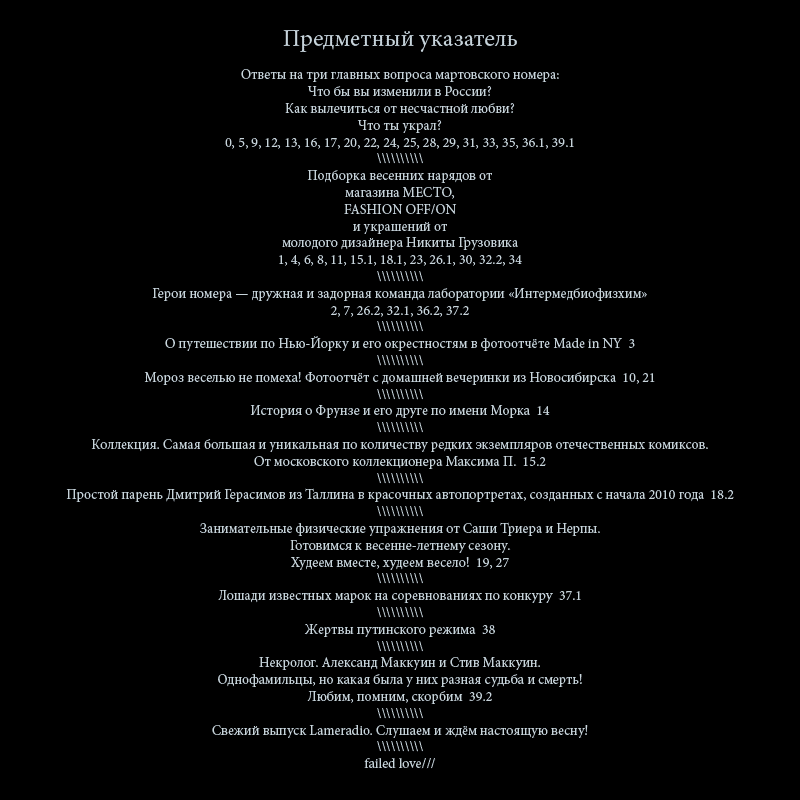 Предметный указатель
Ответы на три главных вопроса мартовского номера:
Что бы вы изменили в России?
Как вылечиться от несчастной любви?
Что ты украл?
0, 5, 9, 12, 13, 16, 17, 20, 22, 24, 25, 28, 29, 31, 33, 35, 36.1, 39.1
\\\\\\\\\\
Подборка весенних нарядов от
магазина МЕСТО,
FASHION OFF/ON
и украшений от
молодого дизайнера Никиты Грузовика
1, 4, 6, 8, 11, 15.1, 18.1, 23, 26.1, 30, 32.2, 34
\\\\\\\\\\
Герои номера — дружная и задорная команда лаборатории «Интермедбиофизхим»
2, 7, 26.2, 32.1, 36.2, 37.2
\\\\\\\\\\
О путешествии по Нью-Йорку и его окрестностям в фотоотчёте Made in NY 3
\\\\\\\\\\
Мороз веселью не помеха! Фотоотчёт с домашней вечеринки из Новосибирска 10, 21
\\\\\\\\\\
История о Фрунзе и его друге по имени Морка 14
\\\\\\\\\\
Коллекция. Самая большая и уникальная по количеству редких экземпляров отечественных комиксов.
От московского коллекционера Максима П. 15.2
\\\\\\\\\\
Простой парень Дмитрий Герасимов из Таллина в красочных автопортретах, созданных с начала 2010 года 18.2
\\\\\\\\\\
Занимательные физические упражнения от Саши Триера и Нерпы.
Готовимся к весенне-летнему сезону.
Худеем вместе, худеем весело! 19, 27
\\\\\\\\\\
Лошади известных марок на соревнованиях по конкуру 37.1
\\\\\\\\\\
Жертвы путинского режима 38
\\\\\\\\\\
Некролог. Александ Маккуин и Стив Маккуин.
Однофамильцы, но какая была у них разная судьба и смерть!
Любим, помним, скорбим 39.2
\\\\\\\\\\
Свежий выпуск Lameradio. Слушаем и ждём настоящую весну!
\\\\\\\\\\
failed love///